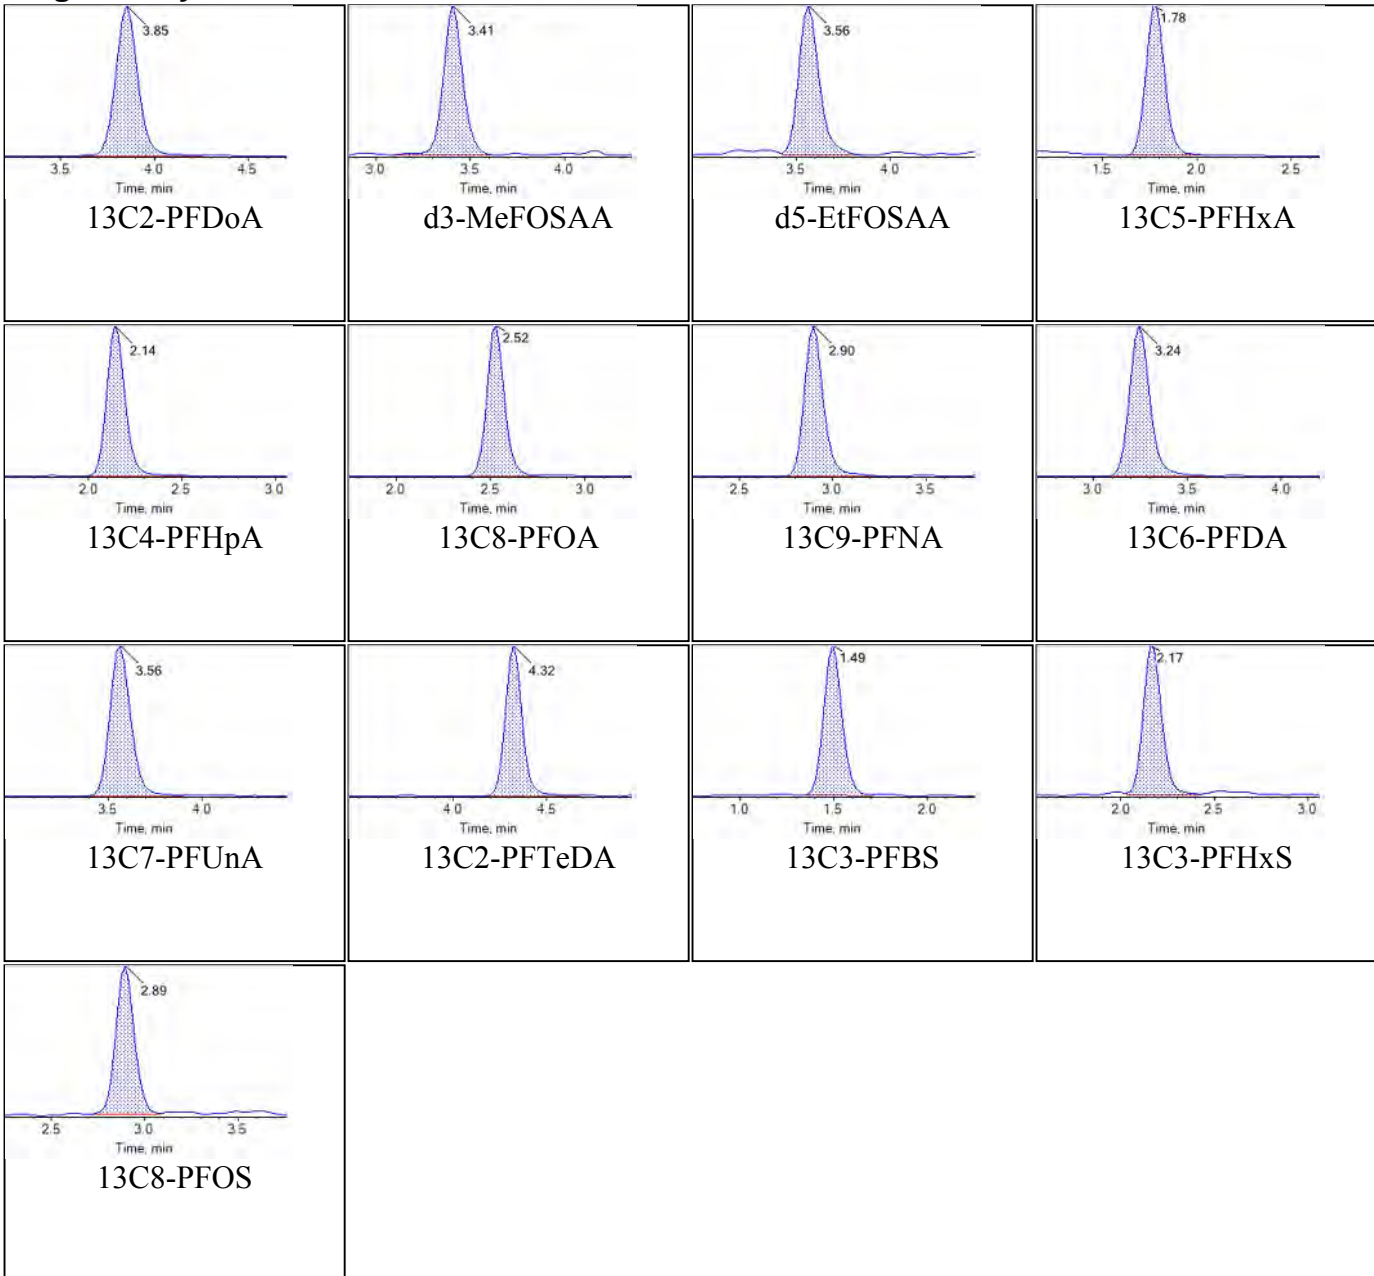 3.85
3.5 4.0 4.5
Time, min
13C2-PFDoA
3.41
3.0 3.5 4.0
Time, min
d3-MeFOSAA
3.56
3.5 4.0
Time, min
d5-EtFOSAA
1.78
1.5 2.0 2.5
Time, min
13C5-PFHxA
2.14
2.0 2.5 3.0
Time, min
13C4-PFHpA
2.52
2.0 2.5 3.0
Time, min
13C8-PFOA
2.90
2.5 3.0 3.5
Time, min
13C9-PFNA
3.24
3.0 3.5 4.0
Time, min
13C6-PFDA
3.56
3.5 4.0
Time, min
13C7-PFUnA
4.32
4.0 4.5
Time, min
13C2-PFTeDA
1.49
1.0 1.5 2.0
Time, min
13C3-PFBS
2.17
2.0 2.5 3.0
Time, min
13C3-PFHxS
2.89
2.5 3.0 3.5
Time, min
13C8-PFOS